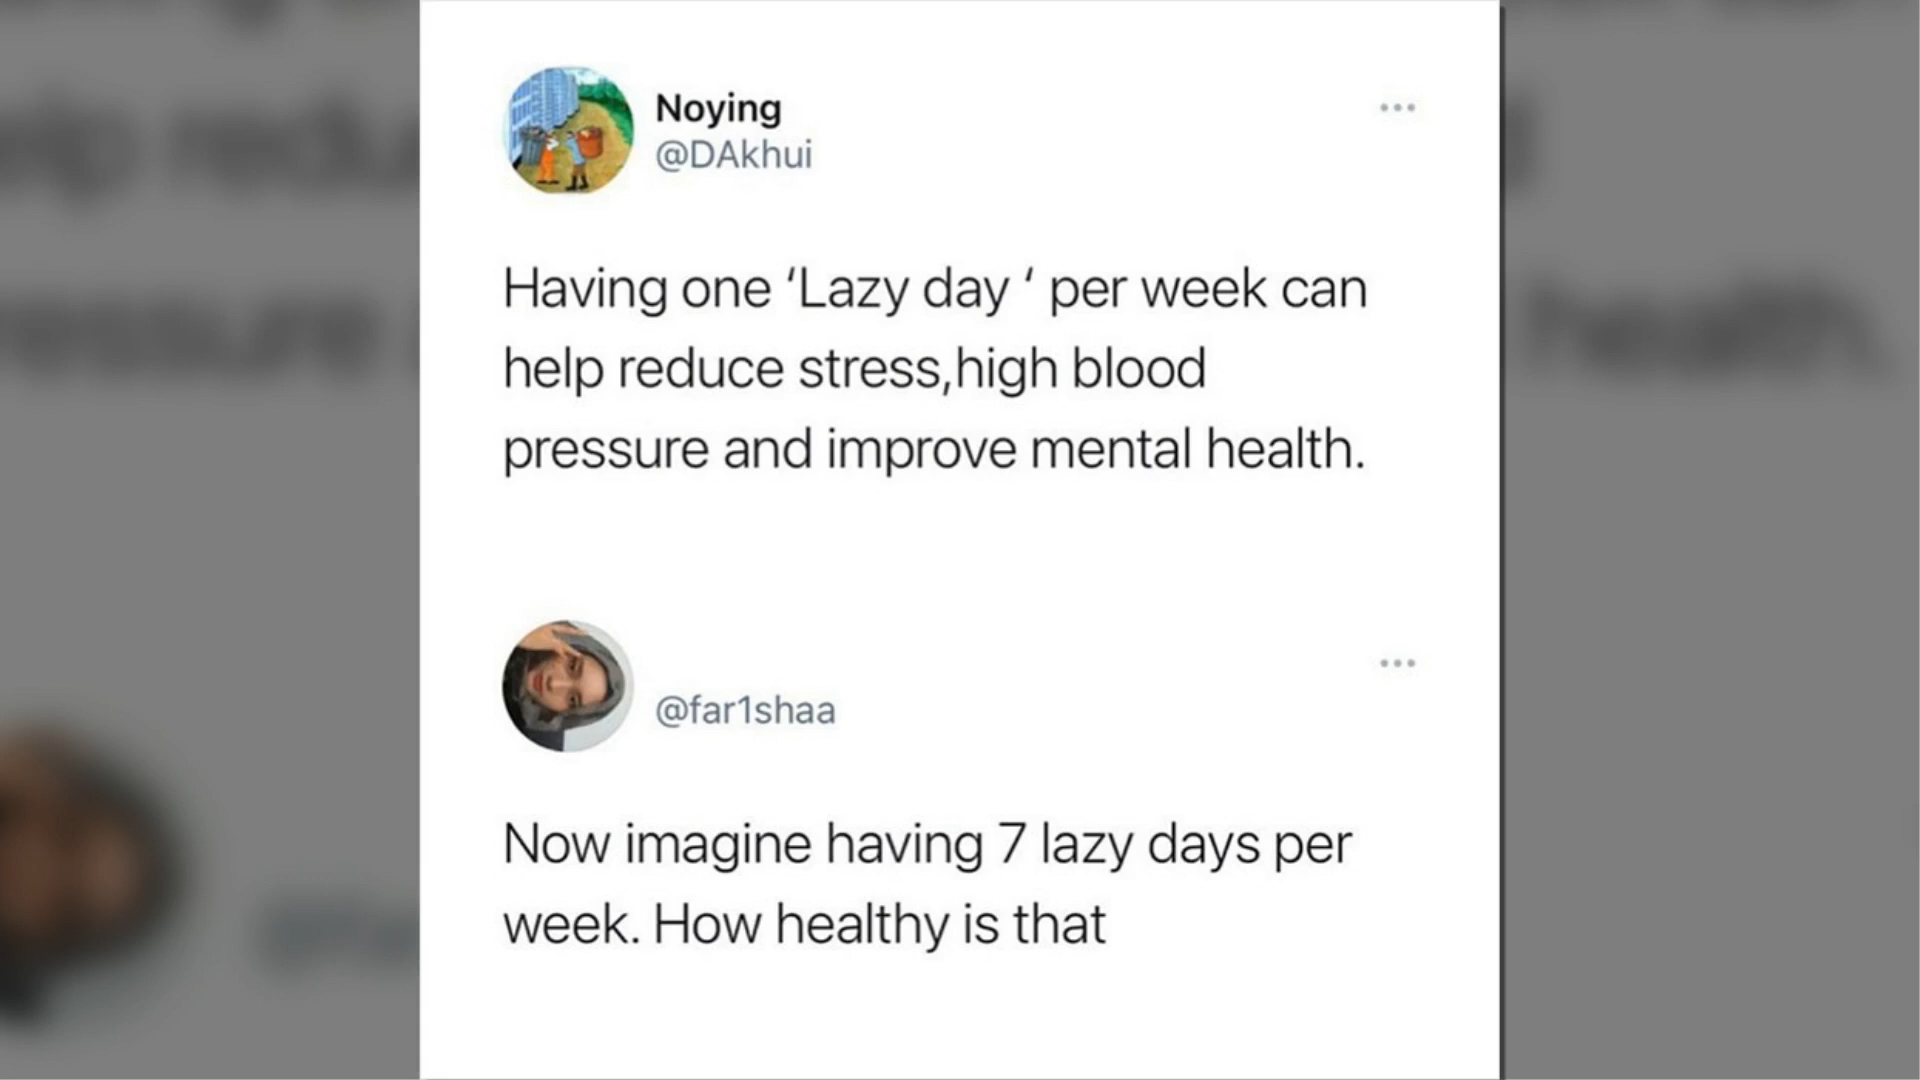 Noying
@DAkhui
Having one ‘Lazy day ‘ per week can
help reduce stress,high blood
pressure and improve mental health.
@far1shaa
Now imagine having 7 lazy days per
week. How healthy is that